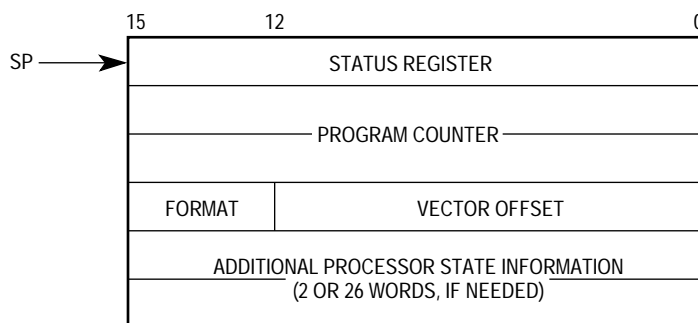 15 12 0
SP STATUS REGISTER
PROGRAM COUNTER
FORMAT VECTOR OFFSET
ADDITIONAL PROCESSOR STATE INFORMATION
(2 OR 26 WORDS, IF NEEDED)